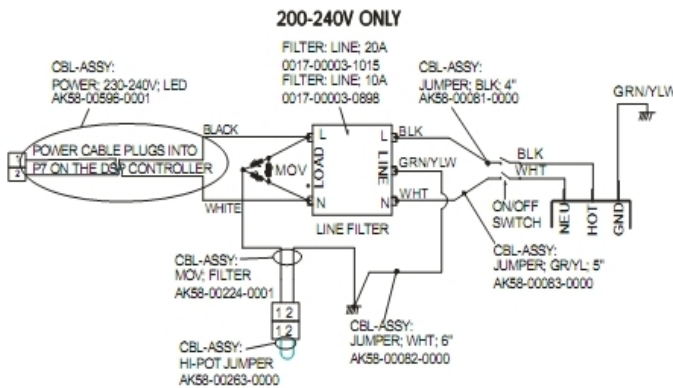 200-240V ONLY
FILTER: LINE; 20A
0017-00003-1015
FILTER: LINE; 10A
0017-00003-0898
CBL-ASSY:
POWER; 230-240V; LED
AK58-00596-0001
CBL-ASSY:
JUMPER; BLK; 4"
AK58-00081-0000
GRN/YLW
BLACK
POWER CABLE PLUGS INTO
P7 ON THE DSP CONTROLLER
1
2
MOV
L
LOAD
N
L
LINE
N
BLK
GRN/YLW
WHT
BLK
WHT
WHITE
LINE FILTER
ON/OFF
SWITCH
NEU
HOT
GND
CBL-ASSY:
JUMPER; GR/YL; 5"
AK58-00083-0000
CBL-ASSY:
MOV; FILTER
AK58-00224-0001
1 2
1 2
CBL-ASSY:
JUMPER; WHT; 6"
AK58-00082-0000
CBL-ASSY:
HI-POT JUMPER
AK58-00263-0000